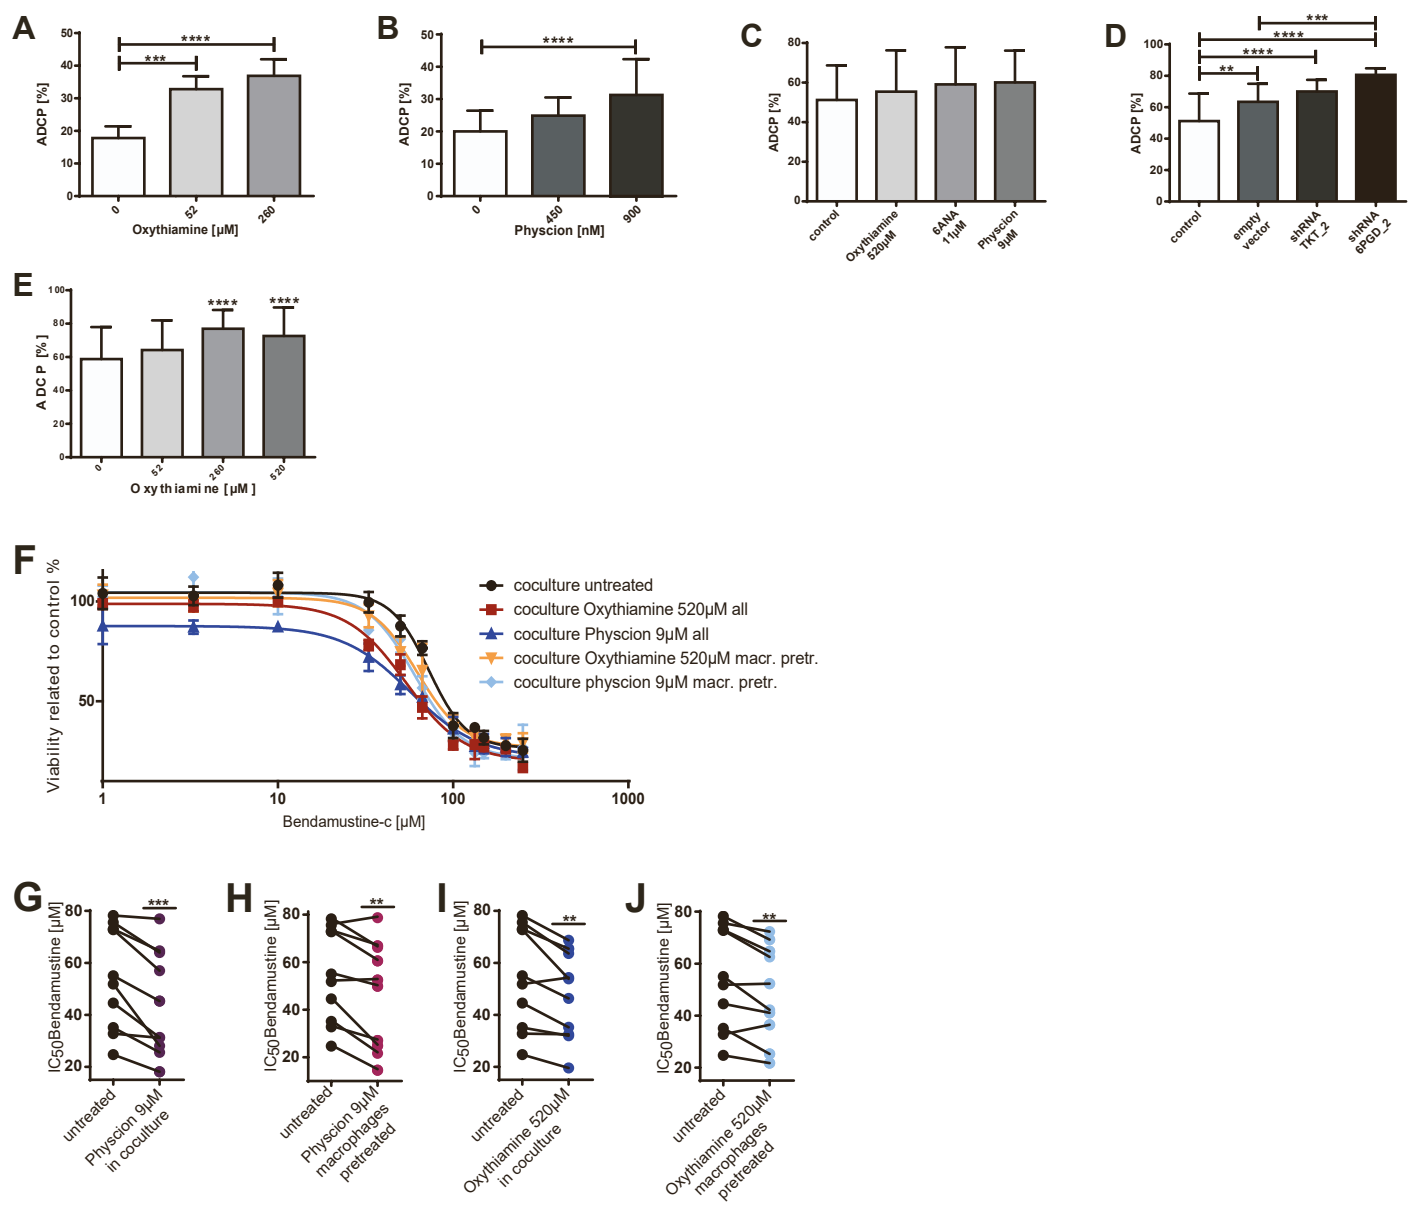 A
ADCP [%]
50
40
30
20
10
0
****
***
0
52
260
Oxythiamine [µM]
B
ADCP [%]
50
40
30
20
10
0
****
0
450
900
Physcion [nM]
C
ADCP [%]
80
60
40
20
0
control
Oxythiamine
520µM
6ANA
11µM
Physcion
9µM
D
ADCP [%]
100
80
60
40
20
0
***
****
****
**
control
empty
vector
shRNA
TKT_2
shRNA
6PGD_2
E
ADCP [%]
100
80
60
40
20
0
****
****
0
52
260
520
Oxythiamine [µM]
F
Viability related to control %
100
50
1
10
100
1000
Bendamustine-c [µM]
coculture untreated
coculture Oxythiamine 520µM all
coculture Physcion 9µM all
coculture Oxythiamine 520µM macr. pretr.
coculture physcion 9µM macr. pretr.
G
IC50Bendamustine [µM]
80
60
40
20
***
untreated
Physcion 9µM
in coculture
H
IC50Bendamustine [µM]
80
60
40
20
**
untreated
Physcion 9µM
macrophages
pretreated
I
IC50Bendamustine [µM]
80
60
40
20
**
untreated
Oxythiamine 520µM
in coculture
J
IC50Bendamustine [µM]
80
60
40
20
**
untreated
Oxythiamine 520µM
macrophages
pretreated